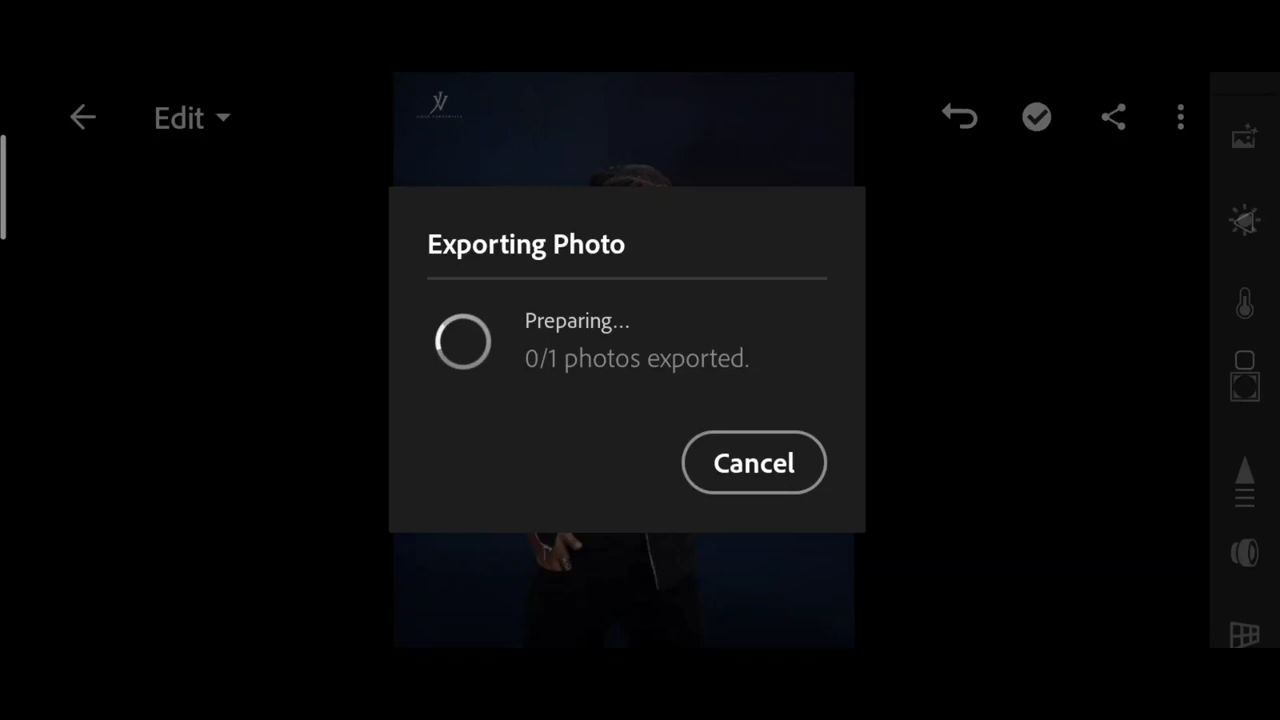 Edit
Exporting Photo
Preparing...
0/1 photos exported.
Cancel